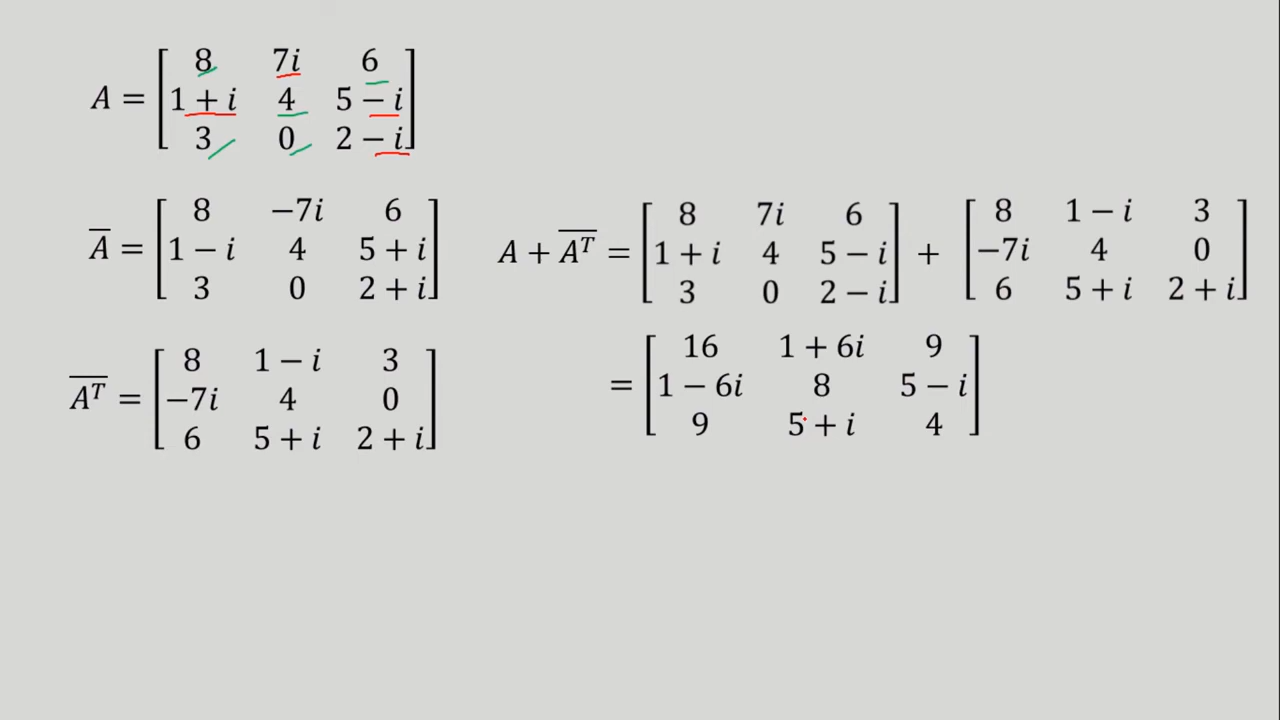 A = [ 8 7i 6
1 + i 4 5 − i
3 0 2 − i ]
A̅ = [ 8 −7i 6
1 − i 4 5 + i
3 0 2 + i ]
A̅ᵀ̅ = [ 8 1 − i 3
−7i 4 0
6 5 + i 2 + i ]
A + A̅ᵀ̅ = [ 8 7i 6
1 + i 4 5 − i
3 0 2 − i ] + [ 8 1 − i 3
−7i 4 0
6 5 + i 2 + i ]
= [ 16 1 + 6i 9
1 − 6i 8 5 − i
9 5 + i 4 ]